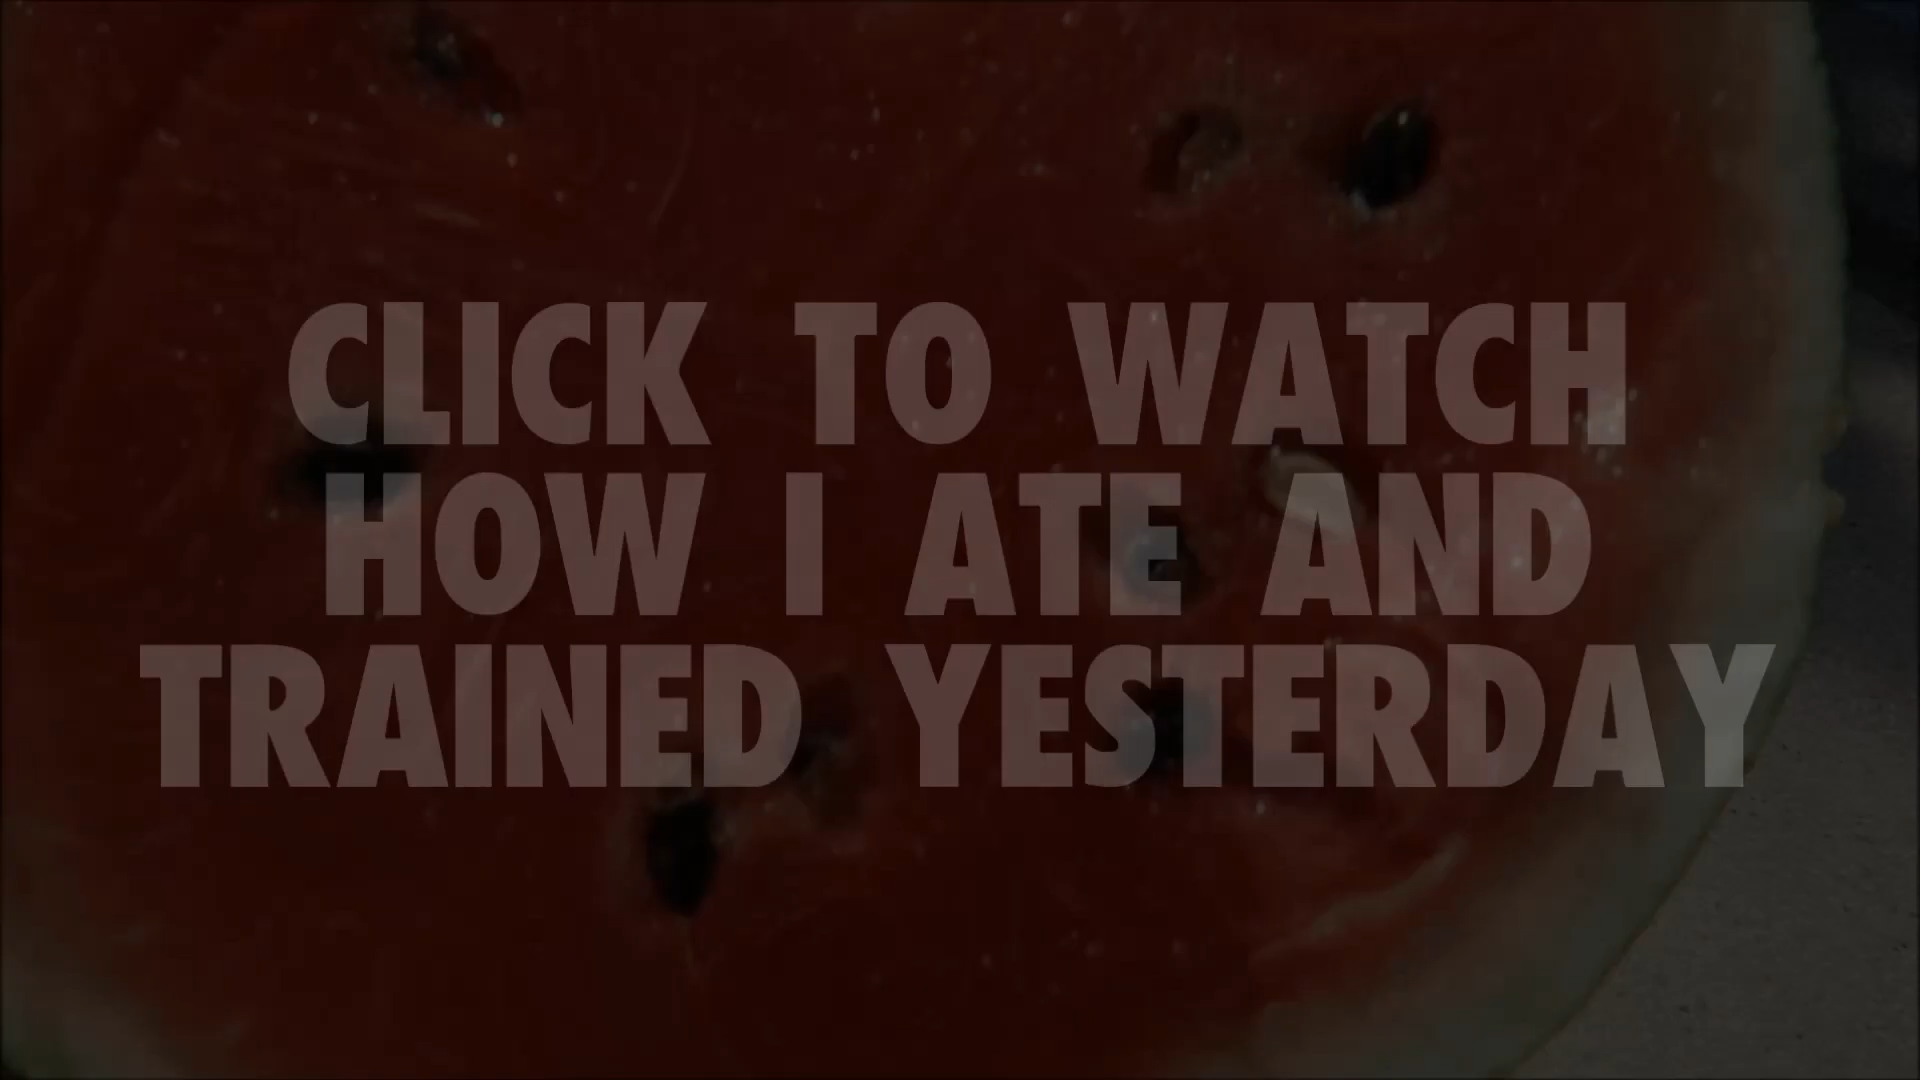 CLICK TO WATCH
HOW I ATE AND
TRAINED YESTERDAY